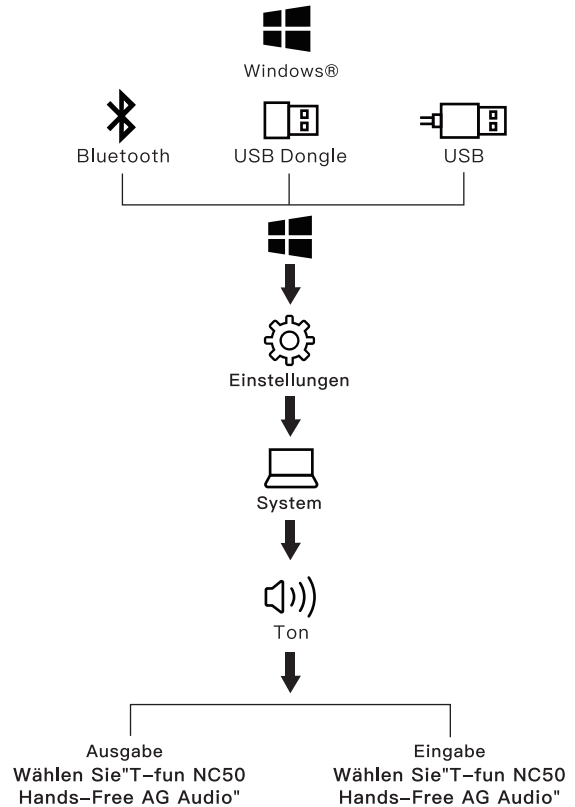 Windows®
Bluetooth
USB Dongle
USB
Einstellungen
System
Ton
Ausgabe
Wählen Sie"T-fun NC50
Hands-Free AG Audio"
Eingabe
Wählen Sie"T-fun NC50
Hands-Free AG Audio"